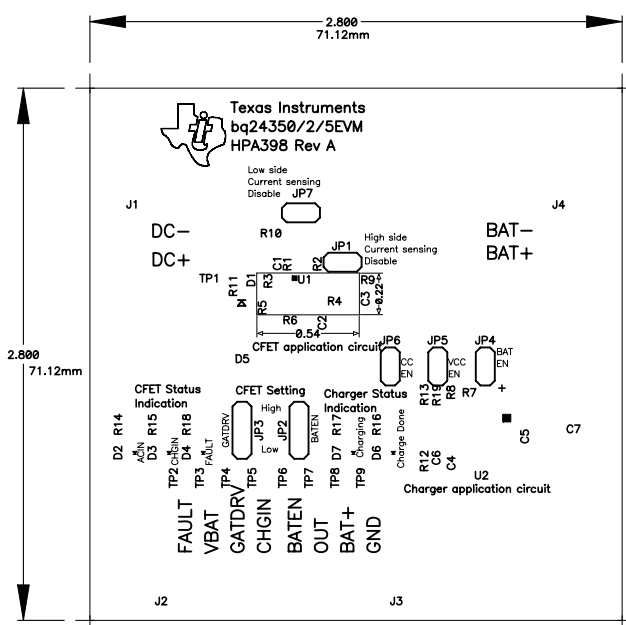 2.800
71.12mm
Texas Instruments
bq24350/2/5EVM
HPA398 Rev A
Low side
Current sensing
Disable
JP7
J1
J4
DC-
DC+
R10
BAT-
BAT+
High side
Current sensing
Disable
JP1
TP1
R11
D1
R3
C1
R1
R2
U1
R9
0.22
R5
R4
C3
R6
C2
0.54
CFET application circuit
D5
2.800
71.12mm
JP6
CC
EN
JP5
VCC
EN
JP4
BAT
EN
R13
R19
R8
R7
+
CFET Status
Indication
CFET Setting
Charger Status
Indication
R14
R15
R18
GATDRV
High
JP3
JP2
Low
BATEN
R17
R16
D2
ACIN
D3
CHGIN
D4
FAULT
D7
Charging
D6
Charge Done
R12
C6
C4
C5
C7
U2
Charger application circuit
TP2
TP3
TP4
TP5
TP6
TP7
TP8
TP9
FAULT
VBAT
GATDRV
CHGIN
BATEN
OUT
BAT+
GND
J2
J3